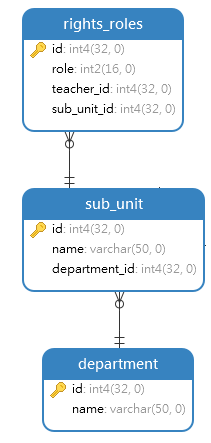 rights_roles
id: int4(32, 0)
role: int2(16, 0)
teacher_id: int4(32, 0)
sub_unit_id: int4(32, 0)
sub_unit
id: int4(32, 0)
name: varchar(50, 0)
department_id: int4(32, 0)
department
id: int4(32, 0)
name: varchar(50, 0)